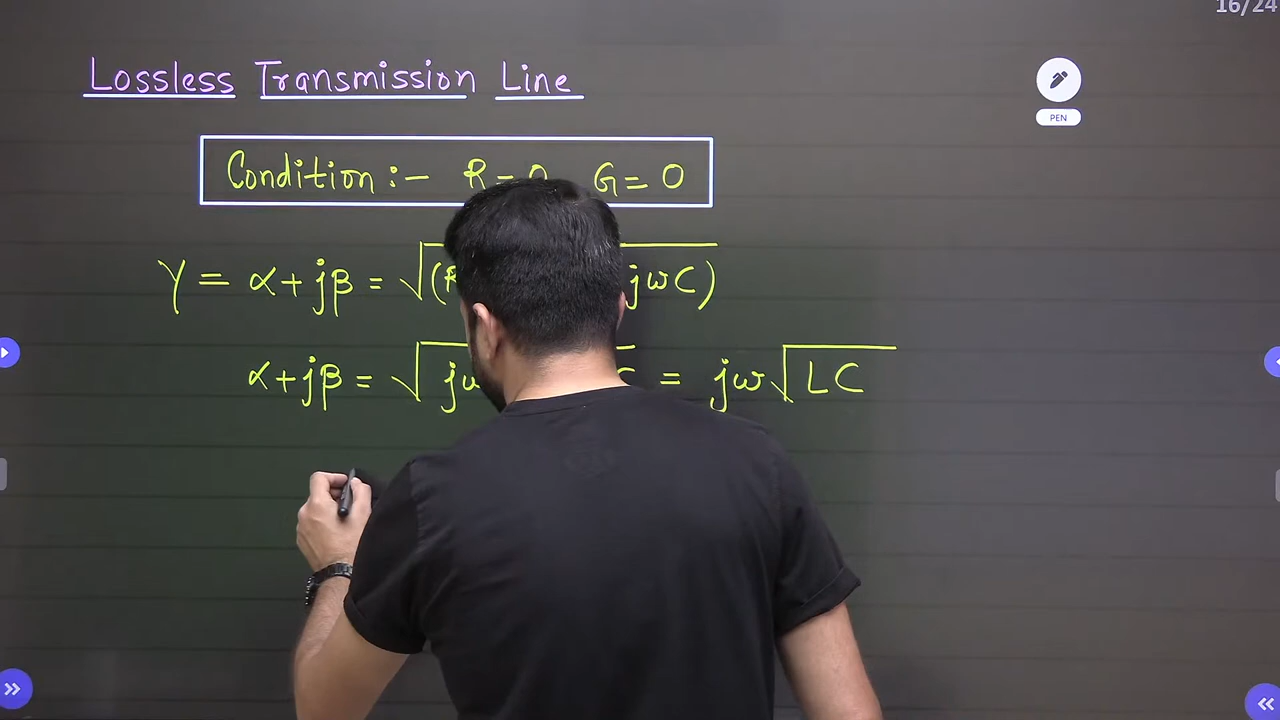 16/24
Lossless Transmission Line
PEN
Condition :- R = 0 G = 0
γ = α + jβ = √(R jωC)
α + jβ = √jω C = jω√LC